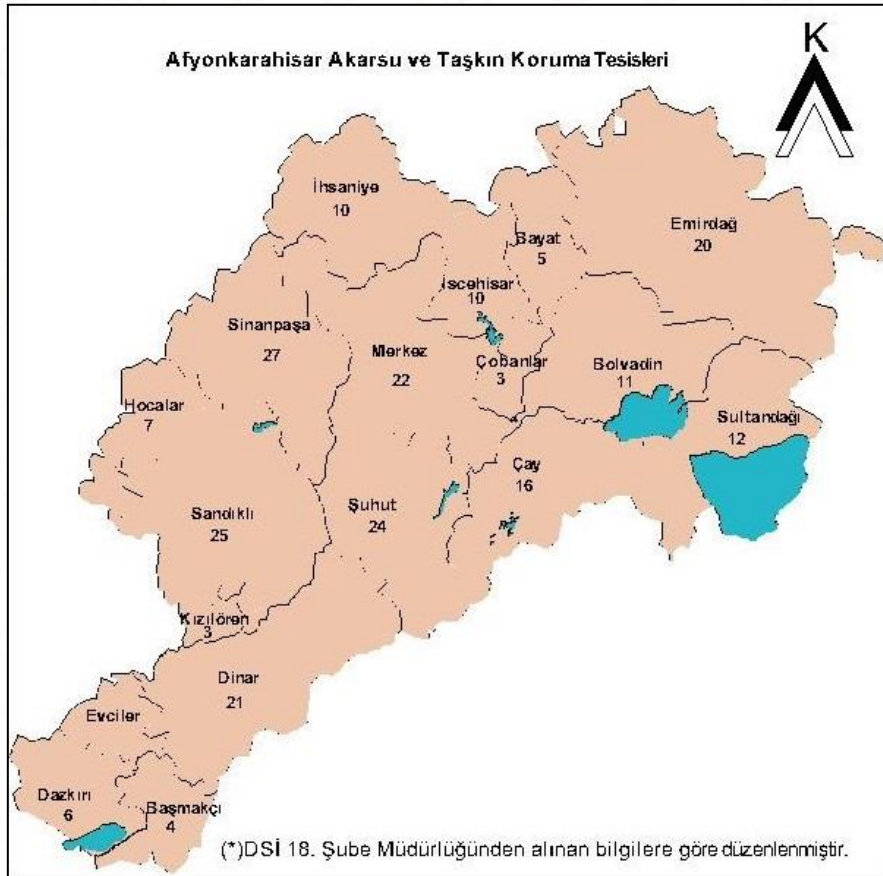 Afyonkarahisar Akarsu ve Taşkın Koruma Tesisleri
K
İhsaniye
10
Bayat
5
Emirdağ
20
İscehisar
10
Sinanpaşa
27
Merkez
22
Çobanlar
3
Bolvadin
11
Hocalar
7
Sultandağı
12
Çay
16
Sandıklı
25
Şuhut
24
Kızılören
3
Dinar
21
Evciler
Dazkırı
6
Başmakçı
4
(*)DSİ 18. Şube Müdürlüğünden alınan bilgilere göre düzenlenmiştir.